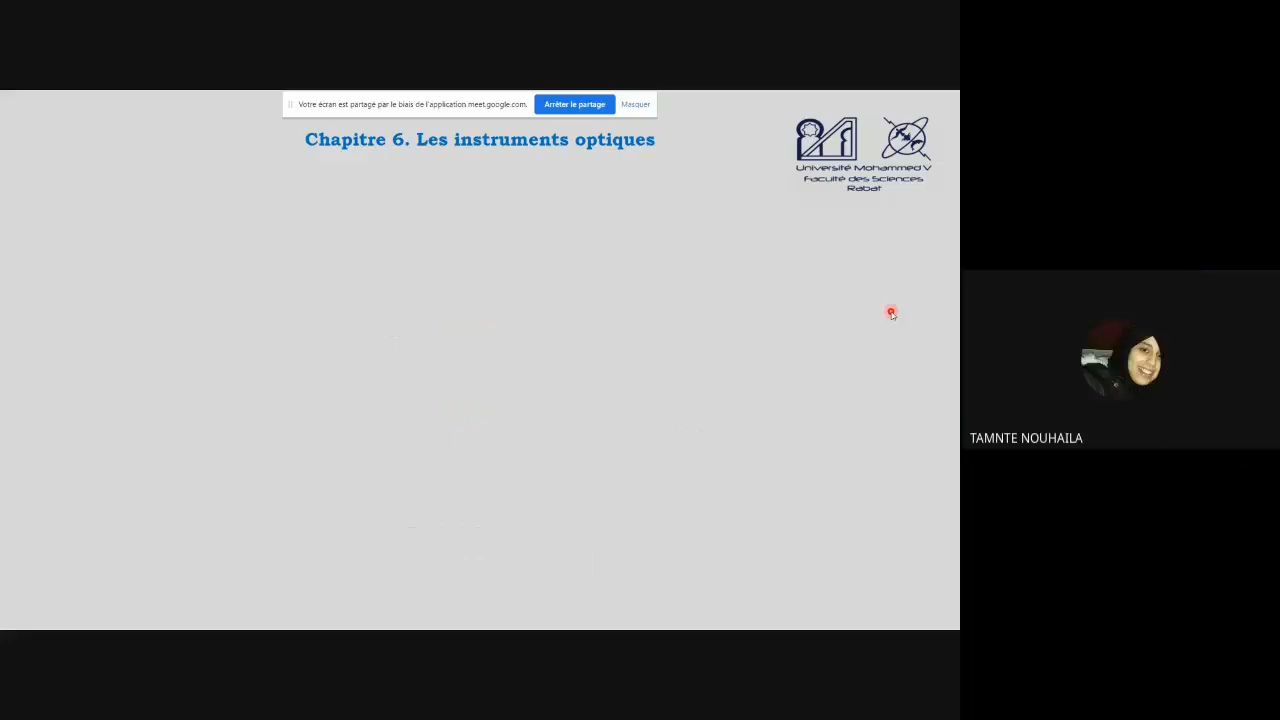 Votre écran est partagé par le biais de l'application meet.google.com.
Arrêter le partage
Masquer
Chapitre 6. Les instruments optiques
Université Mohammed V
Faculté des Sciences
Rabat
TAMNTE NOUHAILA